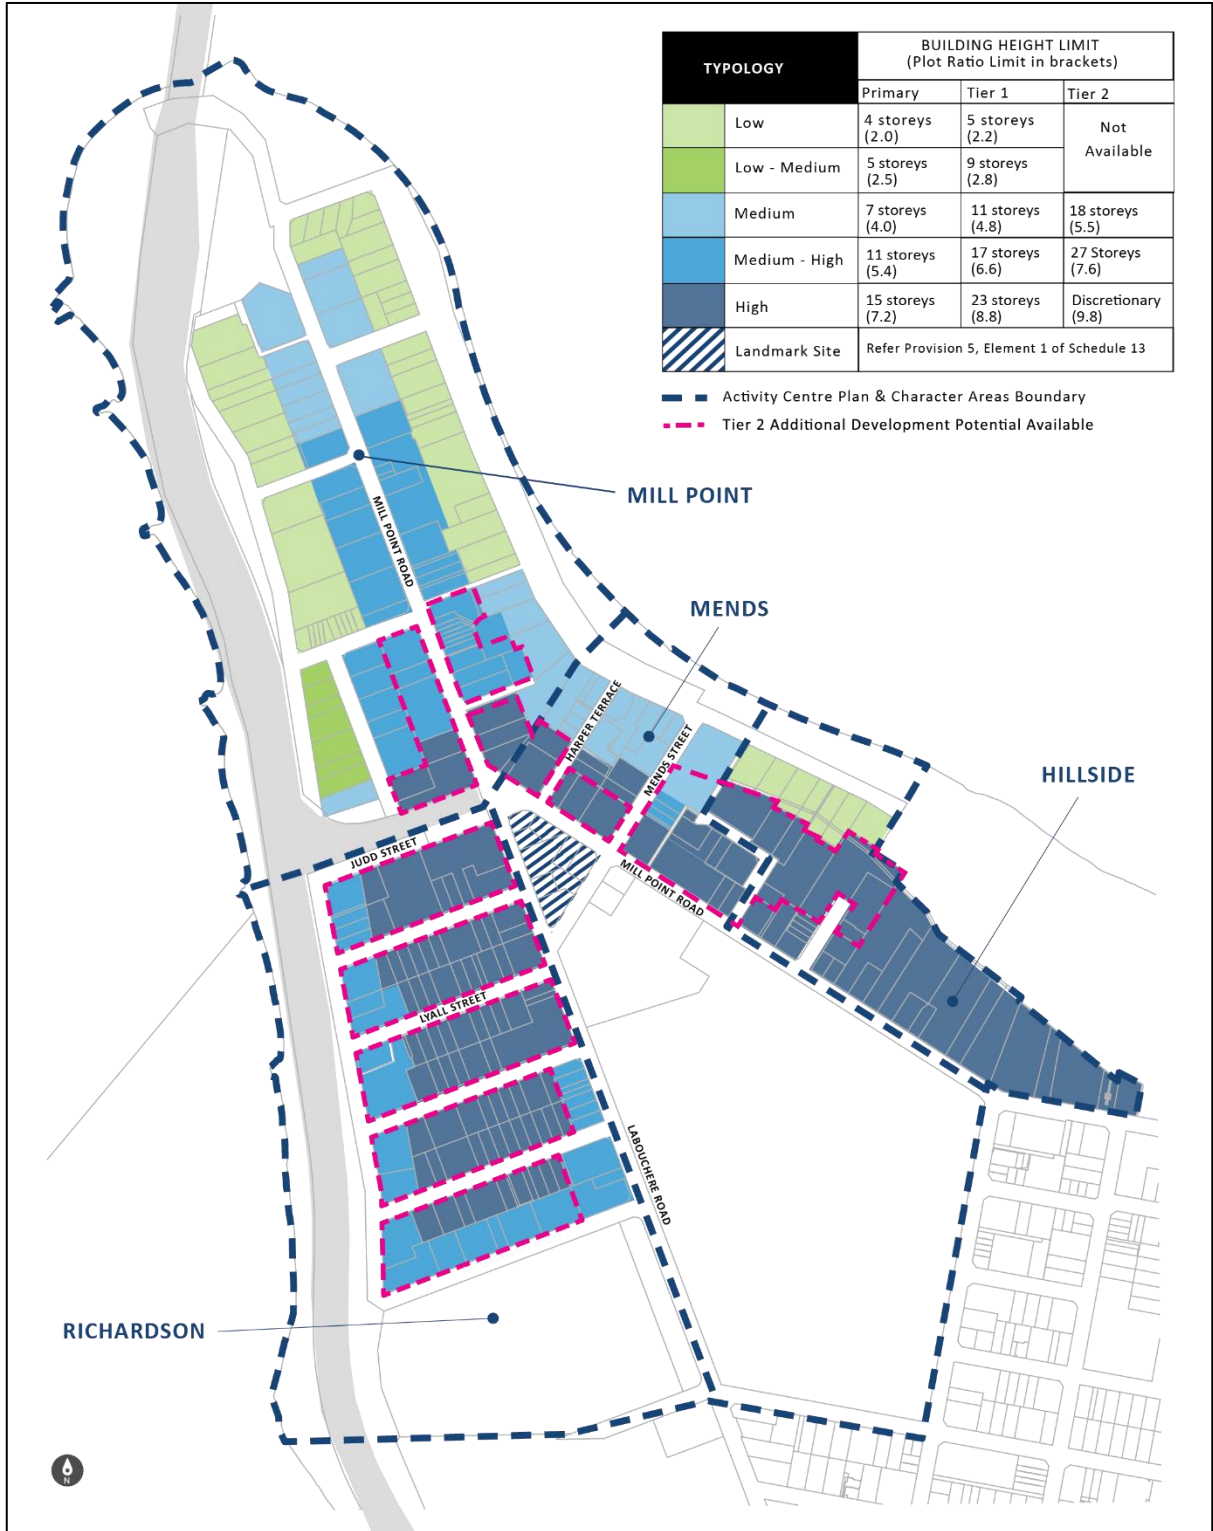 TYPOLOGY
BUILDING HEIGHT LIMIT
(Plot Ratio Limit in brackets)
Primary
Tier 1
Tier 2
Low
4 storeys
(2.0)
5 storeys
(2.2)
Not
Available
Low - Medium
5 storeys
(2.5)
9 storeys
(2.8)
Medium
7 storeys
(4.0)
11 storeys
(4.8)
18 storeys
(5.5)
Medium - High
11 storeys
(5.4)
17 storeys
(6.6)
27 Storeys
(7.6)
High
15 storeys
(7.2)
23 storeys
(8.8)
Discretionary
(9.8)
Landmark Site
Refer Provision 5, Element 1 of Schedule 13
Activity Centre Plan & Character Areas Boundary
Tier 2 Additional Development Potential Available
MILL POINT
MILL POINT ROAD
MENDS
HARPER TERRACE
MENDS STREET
HILLSIDE
JUDD STREET
MILL POINT ROAD
LYALL STREET
LABOUCHERE ROAD
RICHARDSON
N